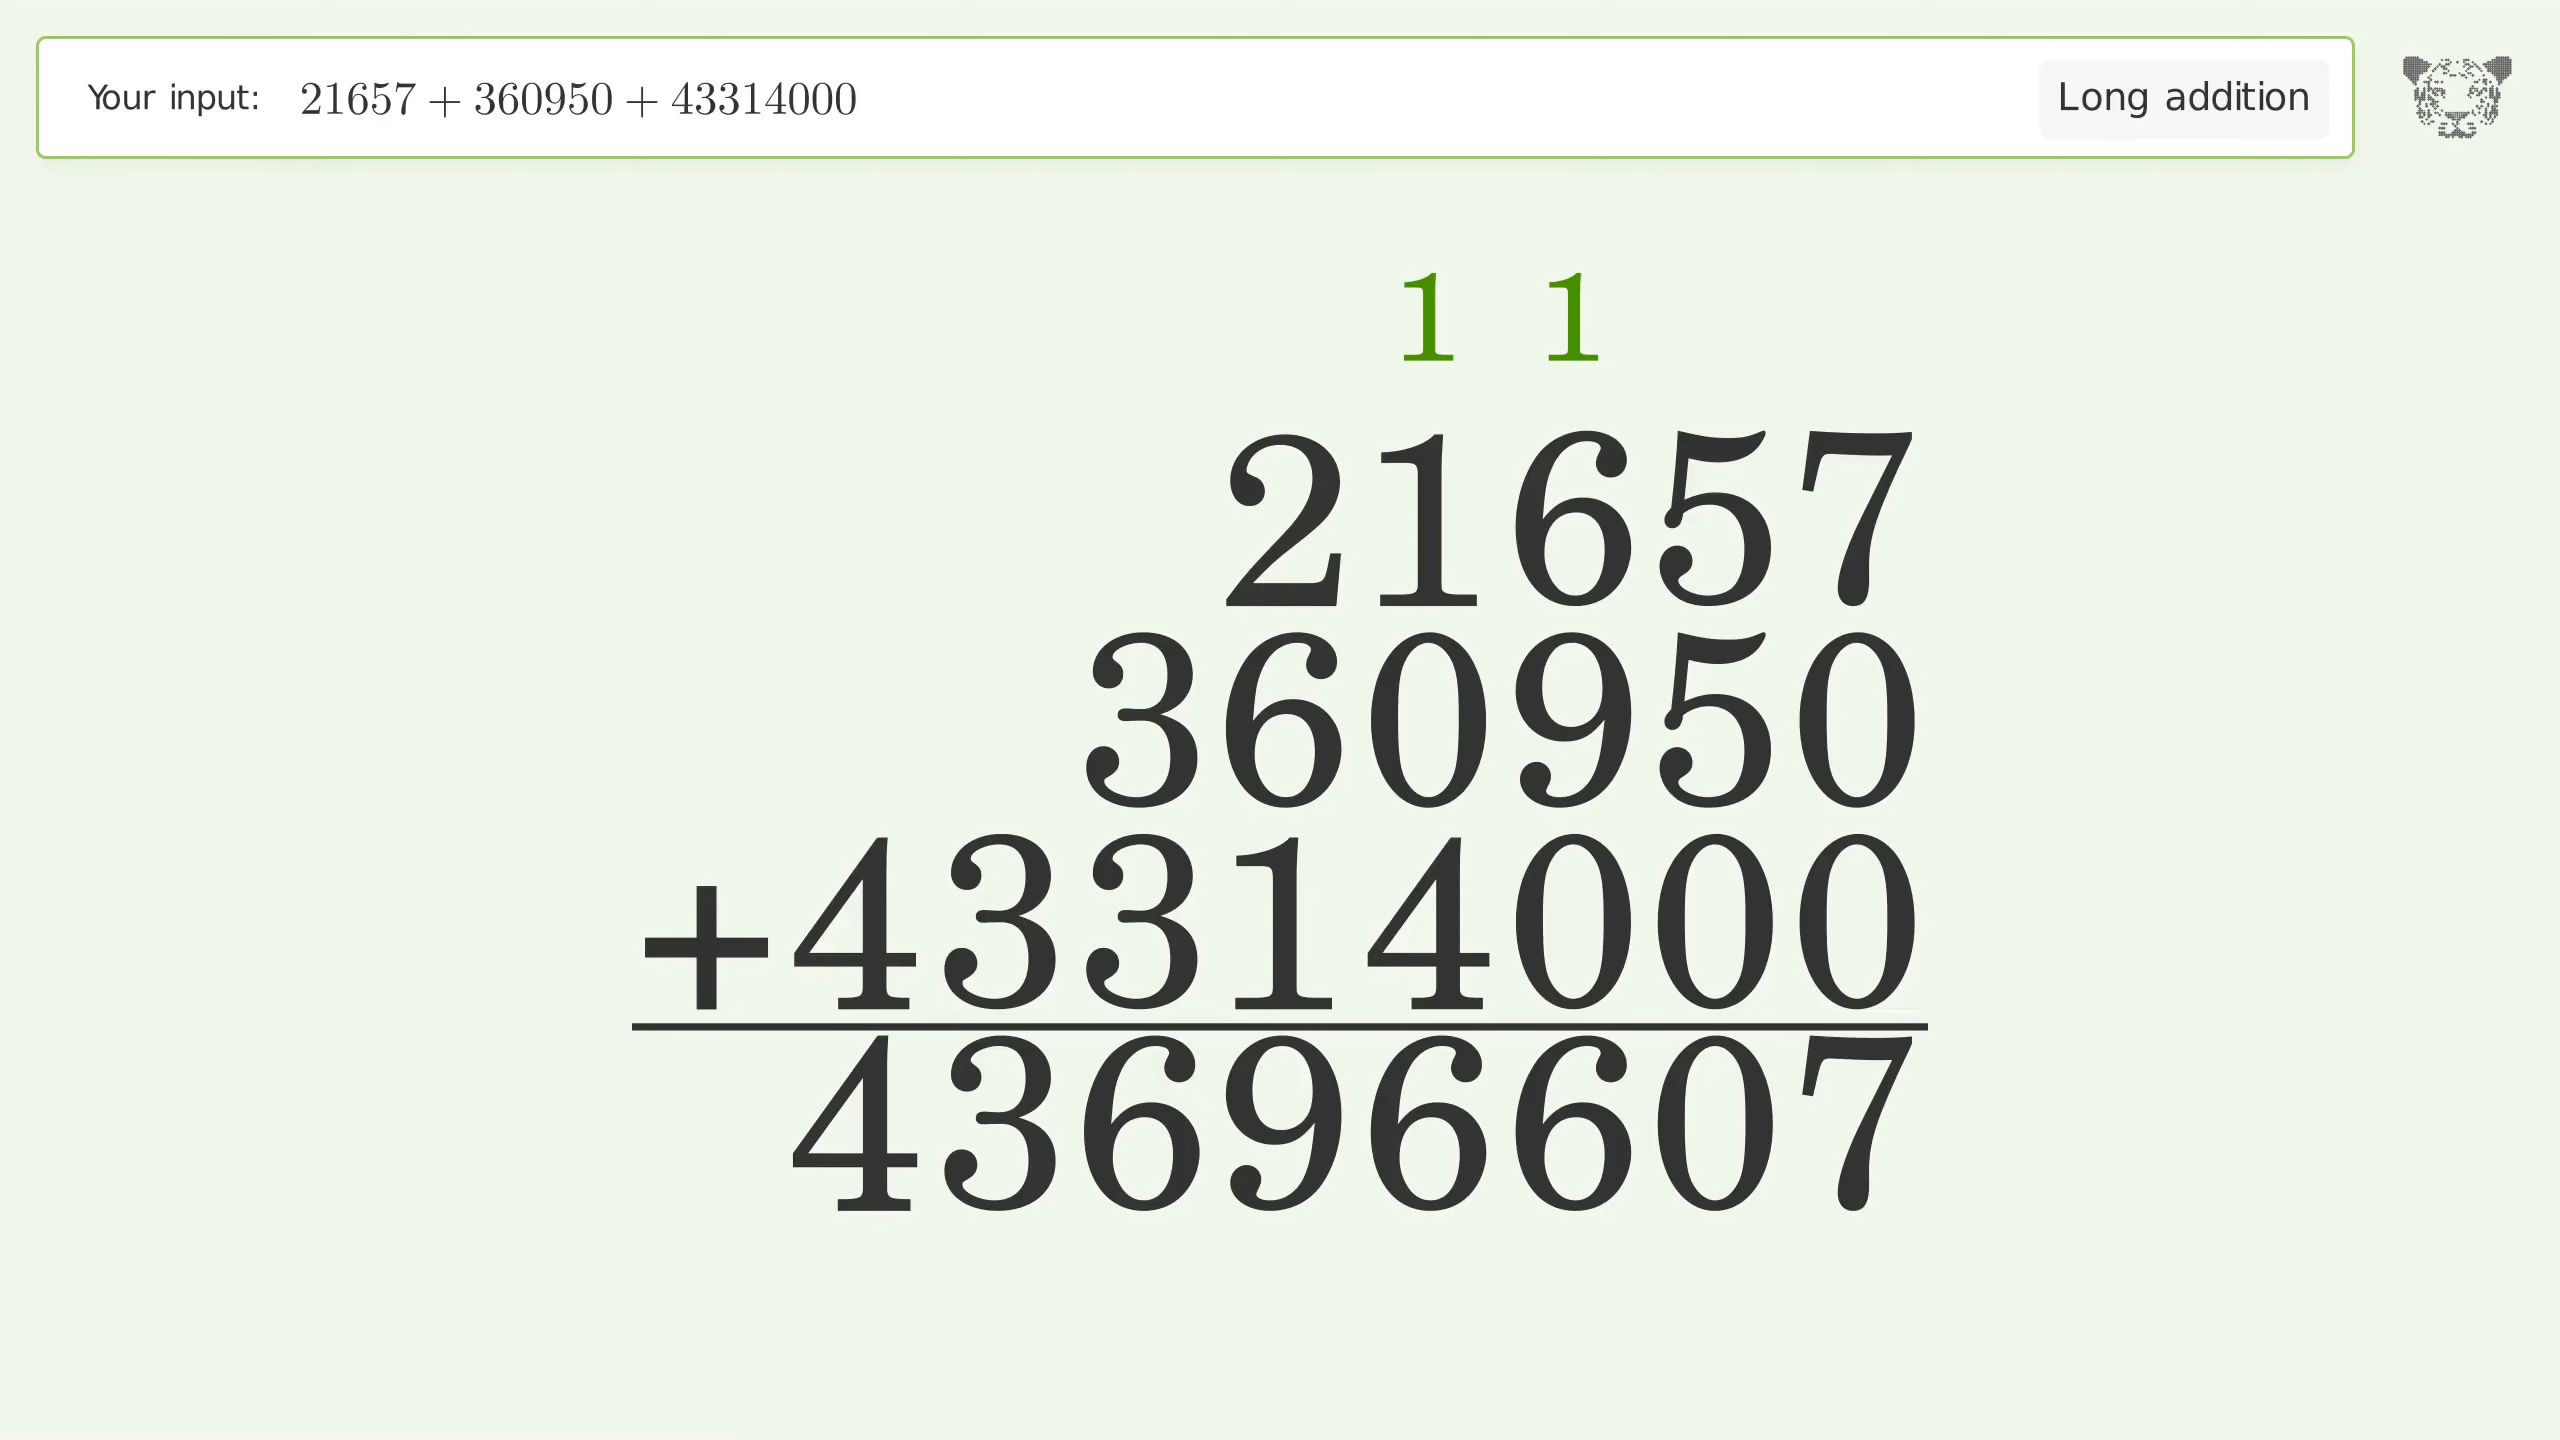 Your input: 21657 + 360950 + 43314000
Long addition
1 1
21657
360950
+43314000
43696607